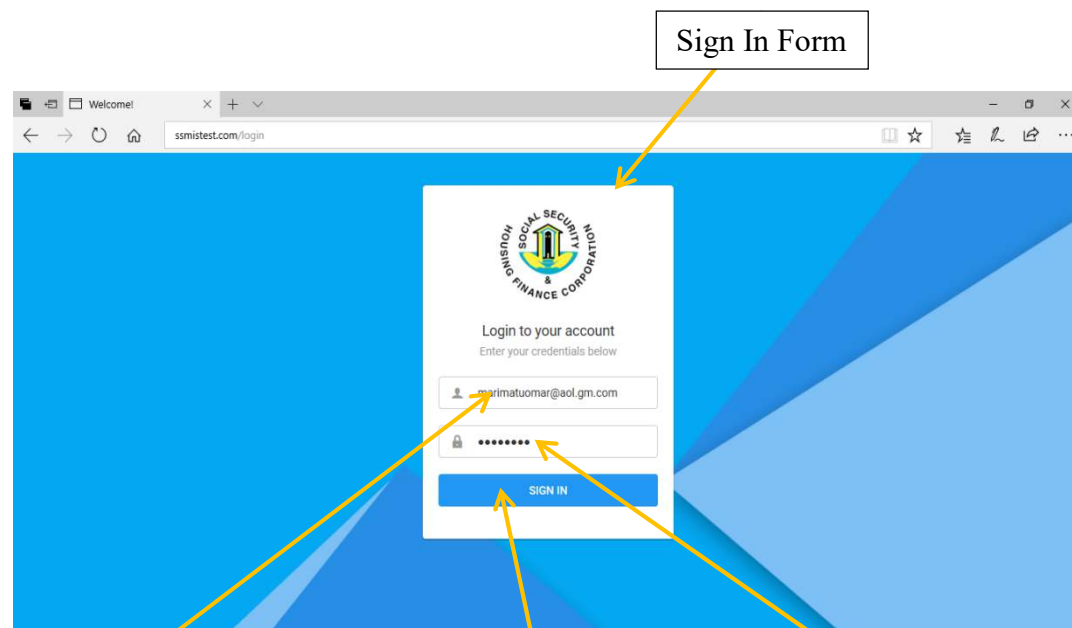 Sign In Form
Welcome!
ssmistest.com/login
SOCIAL SECURITY
&
HOUSING FINANCE CORPORATION
Login to your account
Enter your credentials below
marimatuomar@aol.gm.com
••••••••
SIGN IN